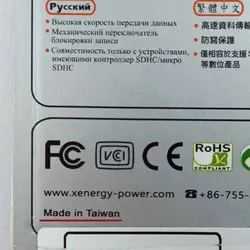 Русский
• Высокая скорость передачи данных
• Механический переключатель
блокировки записи
• Совместимость только с устройствами,
имеющими контроллер SDHC/микро
SDHC
繁體中文
• 高速資料傳輸
• 防寫保護
• 僅相容於支援
等數位產品
FC VCI CE RoHS
www.xenergy-power.com
+86-755-
Made in Taiwan